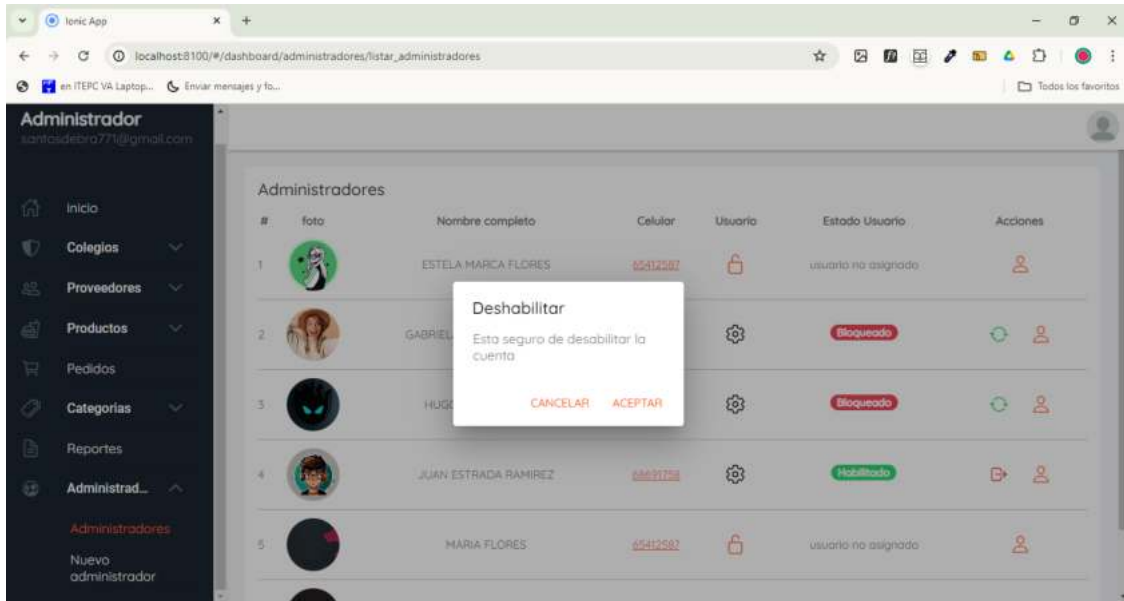 Ionic App
localhost:8100/#/dashboard/administradores/listar_administradores
en ITEPC VA Laptop... Enviar mensajes y fo... Todos los favoritos
Administrador
santosdebra771@gmail.com
Administradores
# foto Nombre completo Celular Usuario Estado Usuario Acciones
inicio
Colegios
Proveedores
Productos
Pedidos
Categorias
Reportes
Administrad...
Administradores
Nuevo
administrador
1 ESTELA MARCA FLORES 65412587 usuario no asignado
2 GABRIEL Bloqueado
3 HUGO Bloqueado
4 JUAN ESTRADA RAMIREZ 68691758 Habilitado
5 MARIA FLORES 65412587 usuario no asignado
Deshabilitar
Esta seguro de desabilitar la
cuenta
CANCELAR ACEPTAR